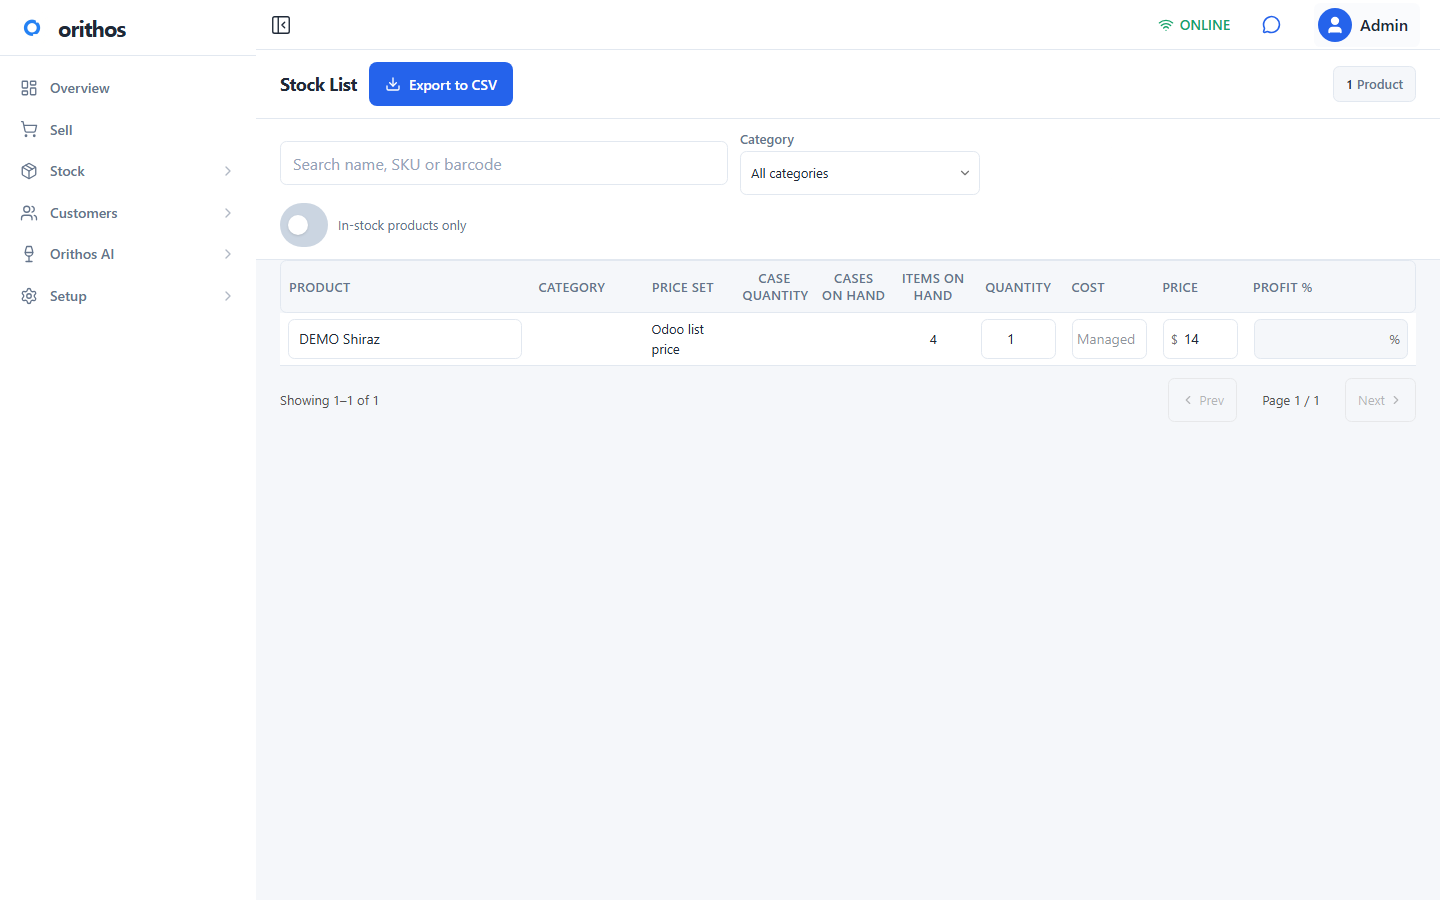 orithos
ONLINE
Admin
Overview
Sell
Stock
Customers
Orithos AI
Setup
Stock List
Export to CSV
1 Product
Search name, SKU or barcode
Category
All categories
In-stock products only
PRODUCT CATEGORY PRICE SET CASE QUANTITY CASES ON HAND ITEMS ON HAND QUANTITY COST PRICE PROFIT %
DEMO Shiraz Odoo list price 4 1 Managed $ 14 %
Showing 1–1 of 1
Prev
Page 1 / 1
Next